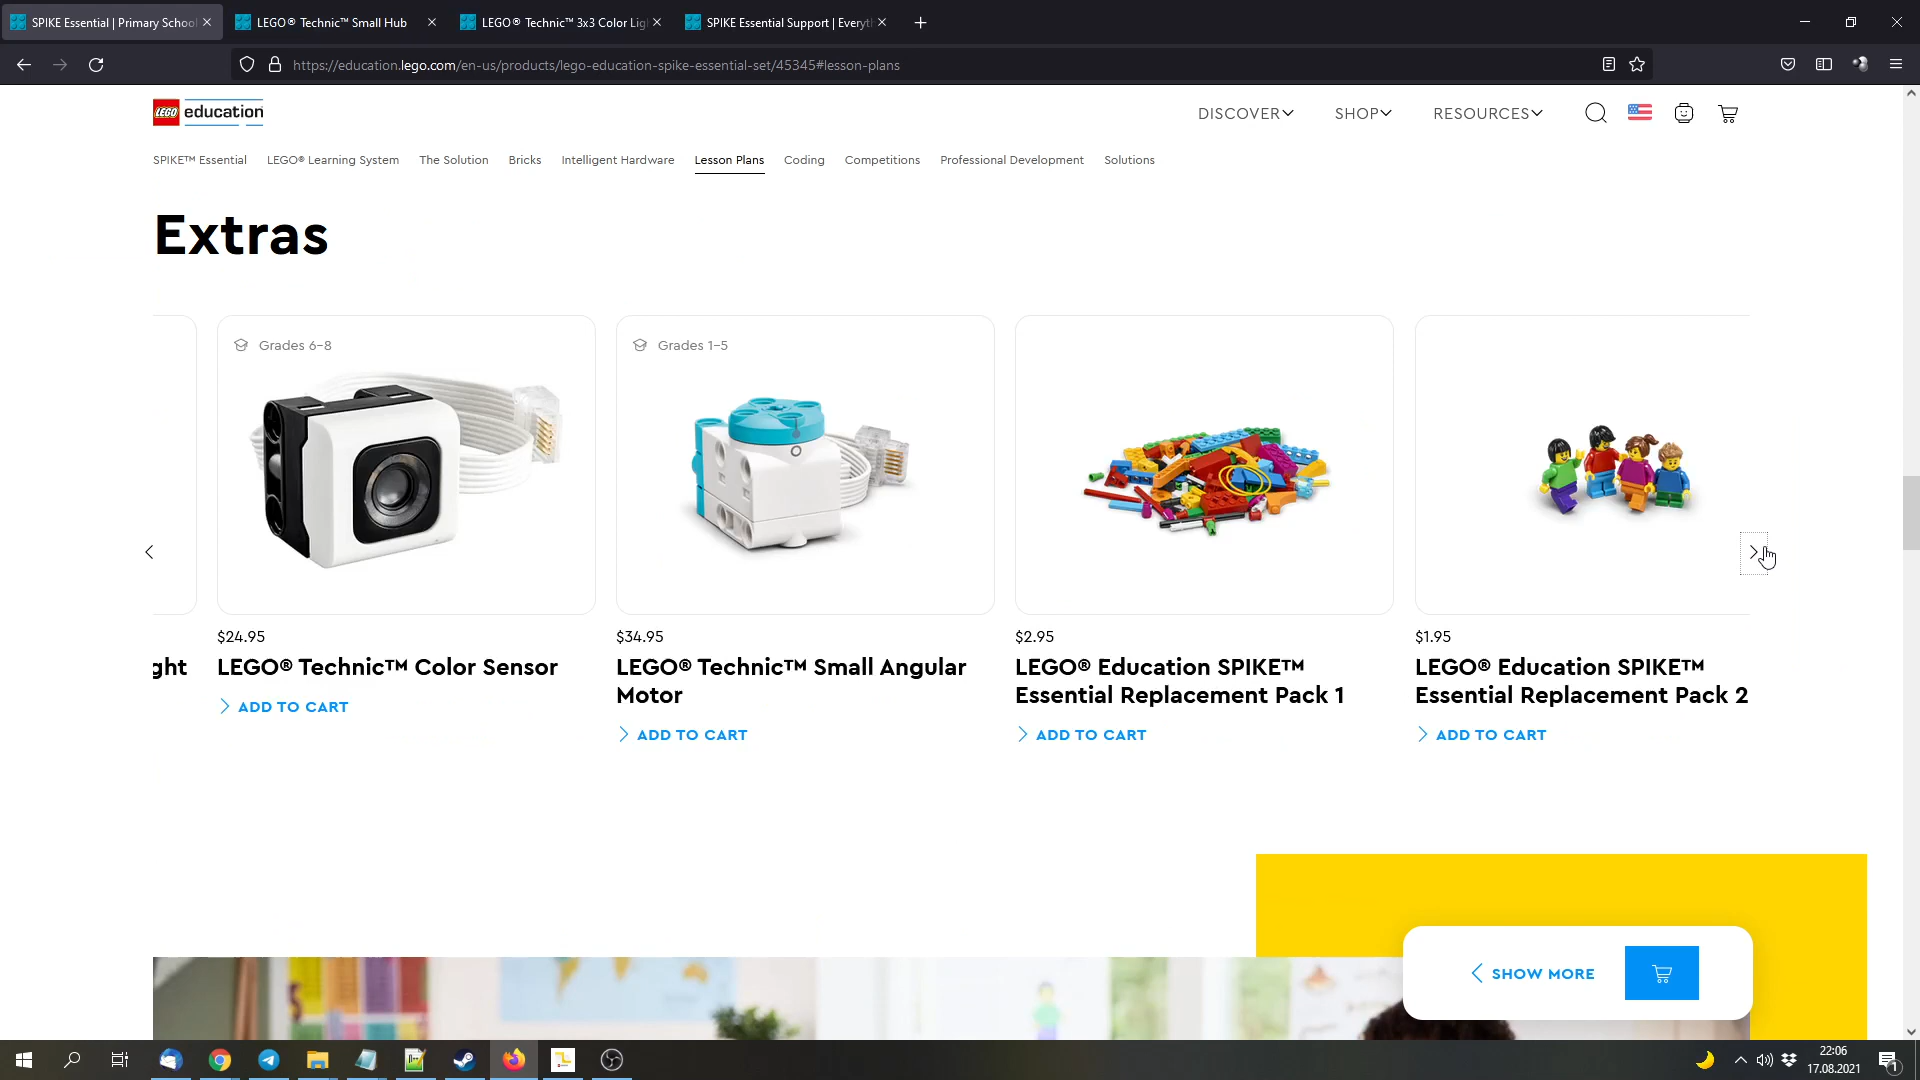 SPIKE Essential | Primary School
LEGO® Technic™ Small Hub
LEGO® Technic™ 3x3 Color Lig
SPIKE Essential Support | Everyth
https://education.lego.com/en-us/products/lego-education-spike-essential-set/45345#lesson-plans
LEGO education
DISCOVER
SHOP
RESOURCES
SPIKE™ Essential
LEGO® Learning System
The Solution
Bricks
Intelligent Hardware
Lesson Plans
Coding
Competitions
Professional Development
Solutions
Extras
ght
Grades 6–8
$24.95
LEGO® Technic™ Color Sensor
ADD TO CART
Grades 1–5
$34.95
LEGO® Technic™ Small Angular
Motor
ADD TO CART
$2.95
LEGO® Education SPIKE™
Essential Replacement Pack 1
ADD TO CART
$1.95
LEGO® Education SPIKE™
Essential Replacement Pack 2
ADD TO CART
SHOW MORE
22:06
17.08.2021
1